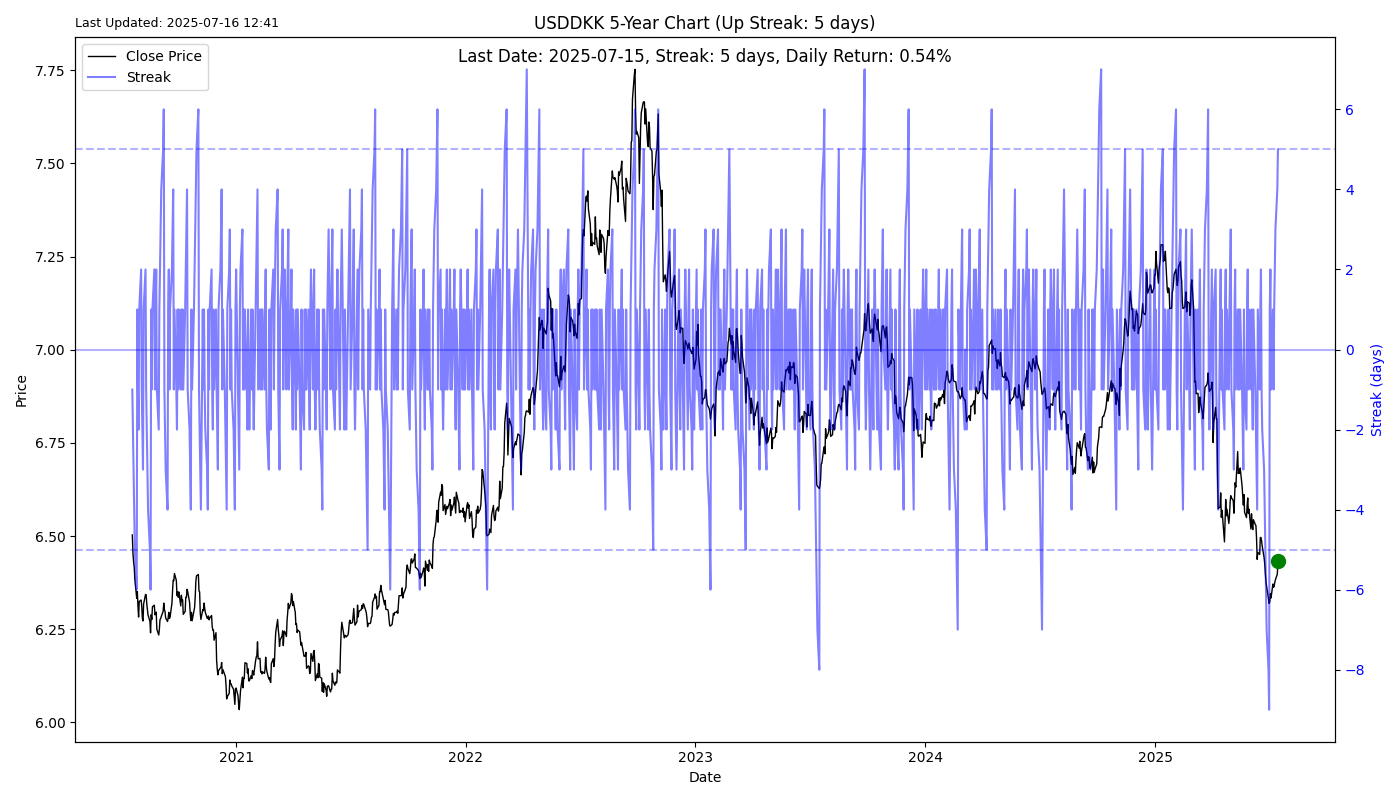 Last Updated: 2025-07-16 12:41
USDDKK 5-Year Chart (Up Streak: 5 days)
Last Date: 2025-07-15, Streak: 5 days, Daily Return: 0.54%
Close Price
Streak
7.75
7.50
7.25
7.00
6.75
6.50
6.25
6.00
Price
6
4
2
0
−2
−4
−6
−8
Streak (days)
2021
2022
2023
2024
2025
Date